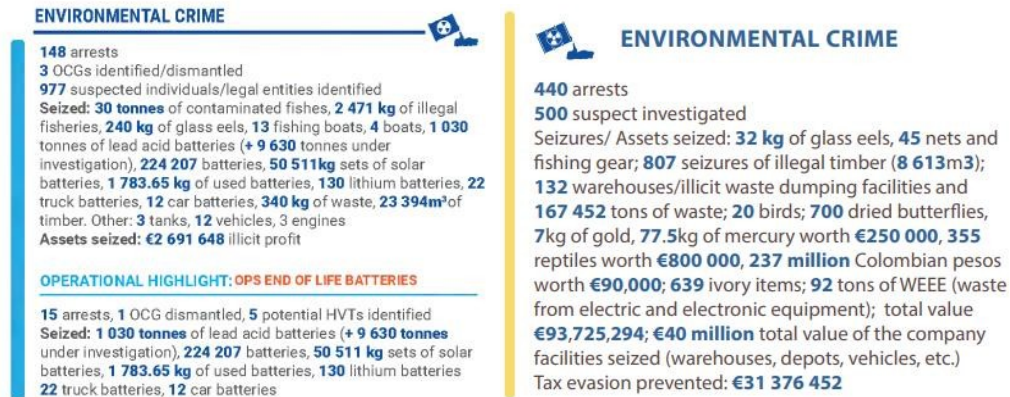 ENVIRONMENTAL CRIME
148 arrests
3 OCGs identified/dismantled
977 suspected individuals/legal entities identified
Seized: 30 tonnes of contaminated fishes, 2 471 kg of illegal
fisheries, 240 kg of glass eels, 13 fishing boats, 4 boats, 1 030
tonnes of lead acid batteries (+ 9 630 tonnes under
investigation), 224 207 batteries, 50 511kg sets of solar
batteries, 1 783.65 kg of used batteries, 130 lithium batteries, 22
truck batteries, 12 car batteries, 340 kg of waste, 23 394m³of
timber. Other: 3 tanks, 12 vehicles, 3 engines
Assets seized: €2 691 648 illicit profit
OPERATIONAL HIGHLIGHT: OPS END OF LIFE BATTERIES
15 arrests, 1 OCG dismantled, 5 potential HVTs identified
Seized: 1 030 tonnes of lead acid batteries (+ 9 630 tonnes
under investigation), 224 207 batteries, 50 511 kg sets of solar
batteries, 1 783.65 kg of used batteries, 130 lithium batteries
22 truck batteries, 12 car batteries
ENVIRONMENTAL CRIME
440 arrests
500 suspect investigated
Seizures/ Assets seized: 32 kg of glass eels, 45 nets and
fishing gear; 807 seizures of illegal timber (8 613m3);
132 warehouses/illicit waste dumping facilities and
167 452 tons of waste; 20 birds; 700 dried butterflies,
7kg of gold, 77.5kg of mercury worth €250 000, 355
reptiles worth €800 000, 237 million Colombian pesos
worth €90,000; 639 ivory items; 92 tons of WEEE (waste
from electric and electronic equipment); total value
€93,725,294; €40 million total value of the company
facilities seized (warehouses, depots, vehicles, etc.)
Tax evasion prevented: €31 376 452